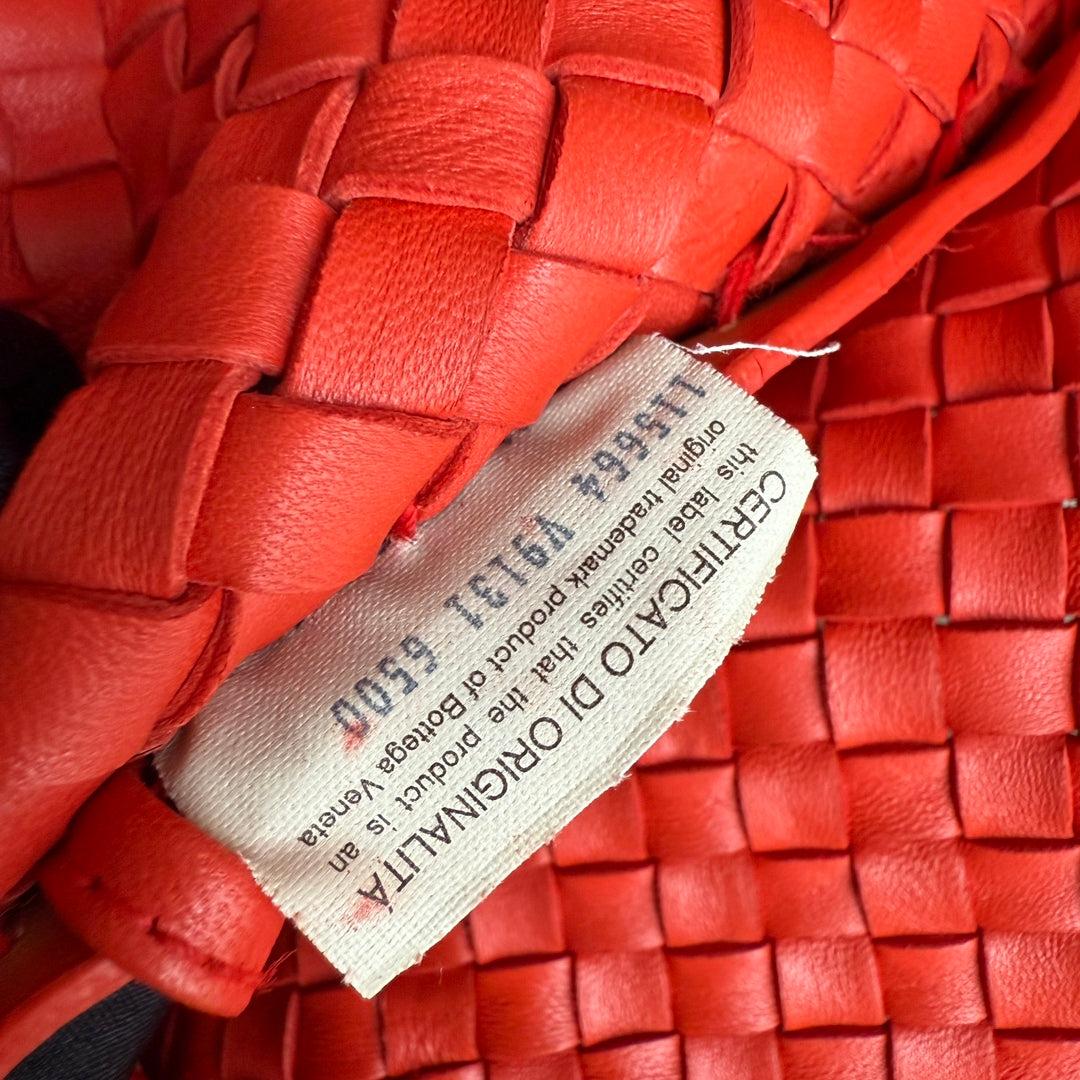 CERTIFICATO DI ORIGINALITÁ
this label certifies that the product is an
original trademark product of Bottega Veneta
115664 V9131 6500